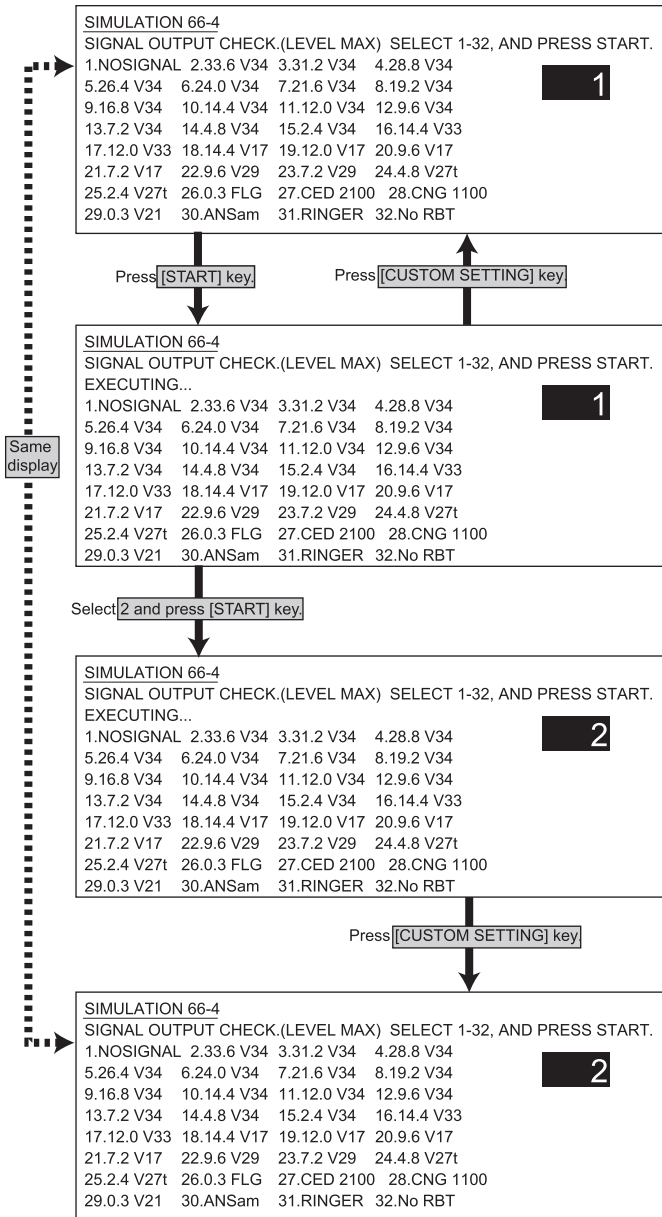 SIMULATION 66-4
SIGNAL OUTPUT CHECK.(LEVEL MAX) SELECT 1-32, AND PRESS START.
1.NOSIGNAL 2.33.6 V34 3.31.2 V34 4.28.8 V34
1
5.26.4 V34 6.24.0 V34 7.21.6 V34 8.19.2 V34
9.16.8 V34 10.14.4 V34 11.12.0 V34 12.9.6 V34
13.7.2 V34 14.4.8 V34 15.2.4 V34 16.14.4 V33
17.12.0 V33 18.14.4 V17 19.12.0 V17 20.9.6 V17
21.7.2 V17 22.9.6 V29 23.7.2 V29 24.4.8 V27t
25.2.4 V27t 26.0.3 FLG 27.CED 2100 28.CNG 1100
29.0.3 V21 30.ANSam 31.RINGER 32.No RBT
Press [START] key.
Press [CUSTOM SETTING] key.
SIMULATION 66-4
SIGNAL OUTPUT CHECK.(LEVEL MAX) SELECT 1-32, AND PRESS START.
EXECUTING...
1.NOSIGNAL 2.33.6 V34 3.31.2 V34 4.28.8 V34
1
5.26.4 V34 6.24.0 V34 7.21.6 V34 8.19.2 V34
9.16.8 V34 10.14.4 V34 11.12.0 V34 12.9.6 V34
13.7.2 V34 14.4.8 V34 15.2.4 V34 16.14.4 V33
17.12.0 V33 18.14.4 V17 19.12.0 V17 20.9.6 V17
21.7.2 V17 22.9.6 V29 23.7.2 V29 24.4.8 V27t
25.2.4 V27t 26.0.3 FLG 27.CED 2100 28.CNG 1100
29.0.3 V21 30.ANSam 31.RINGER 32.No RBT
Same
display
Select 2 and press [START] key.
SIMULATION 66-4
SIGNAL OUTPUT CHECK.(LEVEL MAX) SELECT 1-32, AND PRESS START.
EXECUTING...
1.NOSIGNAL 2.33.6 V34 3.31.2 V34 4.28.8 V34
2
5.26.4 V34 6.24.0 V34 7.21.6 V34 8.19.2 V34
9.16.8 V34 10.14.4 V34 11.12.0 V34 12.9.6 V34
13.7.2 V34 14.4.8 V34 15.2.4 V34 16.14.4 V33
17.12.0 V33 18.14.4 V17 19.12.0 V17 20.9.6 V17
21.7.2 V17 22.9.6 V29 23.7.2 V29 24.4.8 V27t
25.2.4 V27t 26.0.3 FLG 27.CED 2100 28.CNG 1100
29.0.3 V21 30.ANSam 31.RINGER 32.No RBT
Press [CUSTOM SETTING] key.
SIMULATION 66-4
SIGNAL OUTPUT CHECK.(LEVEL MAX) SELECT 1-32, AND PRESS START.
1.NOSIGNAL 2.33.6 V34 3.31.2 V34 4.28.8 V34
2
5.26.4 V34 6.24.0 V34 7.21.6 V34 8.19.2 V34
9.16.8 V34 10.14.4 V34 11.12.0 V34 12.9.6 V34
13.7.2 V34 14.4.8 V34 15.2.4 V34 16.14.4 V33
17.12.0 V33 18.14.4 V17 19.12.0 V17 20.9.6 V17
21.7.2 V17 22.9.6 V29 23.7.2 V29 24.4.8 V27t
25.2.4 V27t 26.0.3 FLG 27.CED 2100 28.CNG 1100
29.0.3 V21 30.ANSam 31.RINGER 32.No RBT